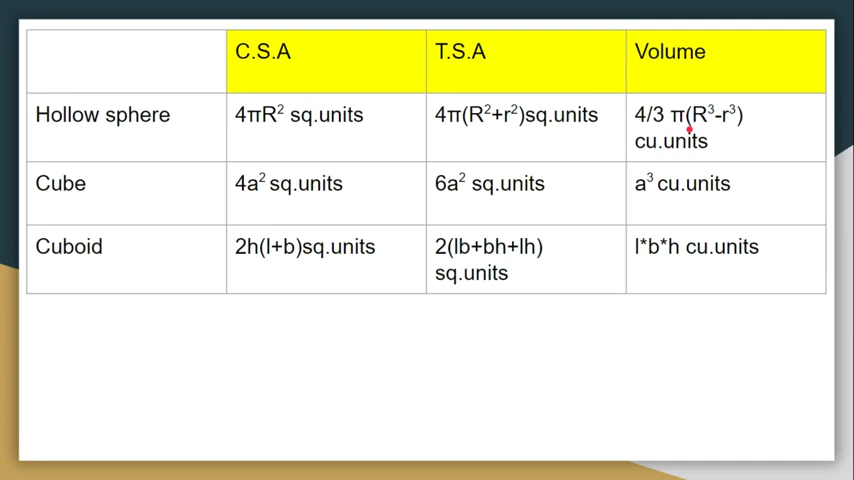 C.S.A T.S.A Volume
Hollow sphere 4πR² sq.units 4π(R²+r²)sq.units 4/3 π(R³-r³)
cu.units
Cube 4a² sq.units 6a² sq.units a³ cu.units
Cuboid 2h(l+b)sq.units 2(lb+bh+lh) l*b*h cu.units
sq.units